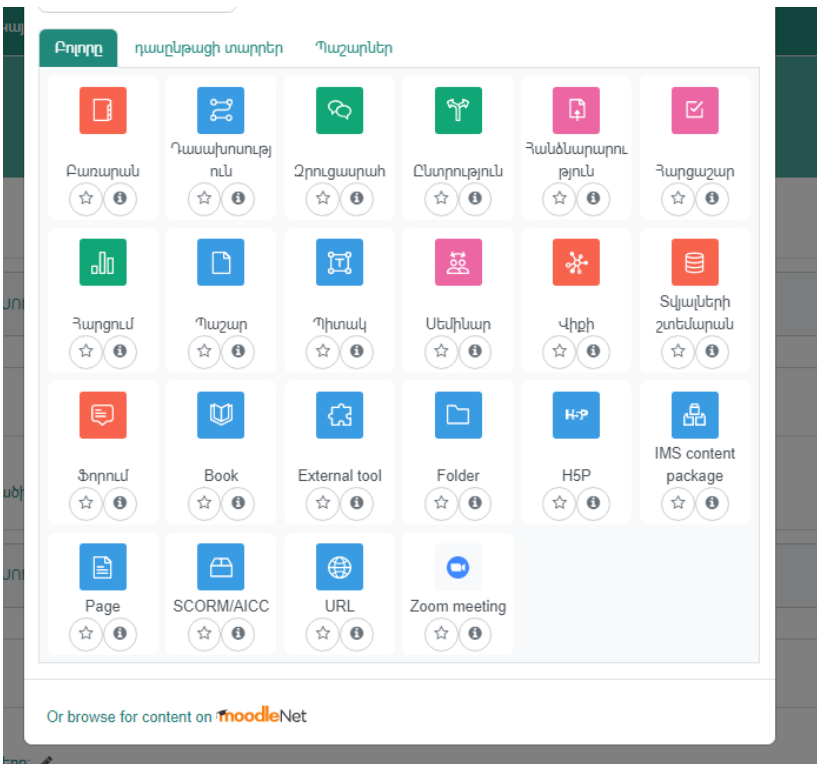 Բոլորը դասընթացի տարրեր Պաշարներ
Բառարան Դասախոսությ
ուն Զրուցասրահ Ընտրություն Հանձնարարու
թյուն Հարցաշար
Հարցում Պաշար Պիտակ Սեմինար Վիքի Տվյալների
շտեմարան
Ֆորում Book External tool Folder H5P IMS content
package
H-P
Page SCORM/AICC URL Zoom meeting
Or browse for content on moodleNet